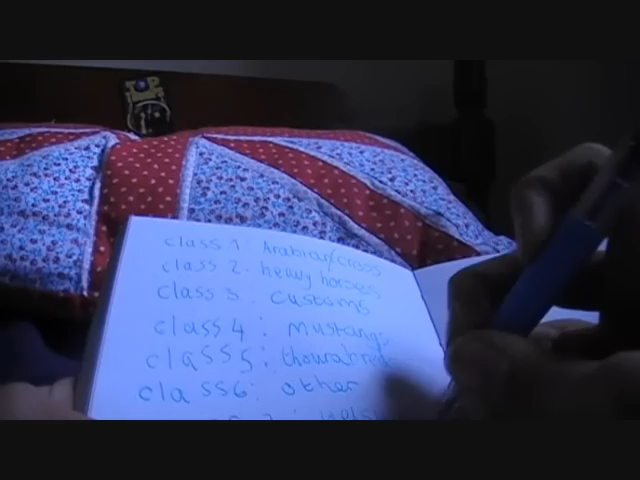 class 1 Arabian/cross
class 2. heavy horses
class 3. customs
class 4 : mustangs
class 5 :
class 6 : other